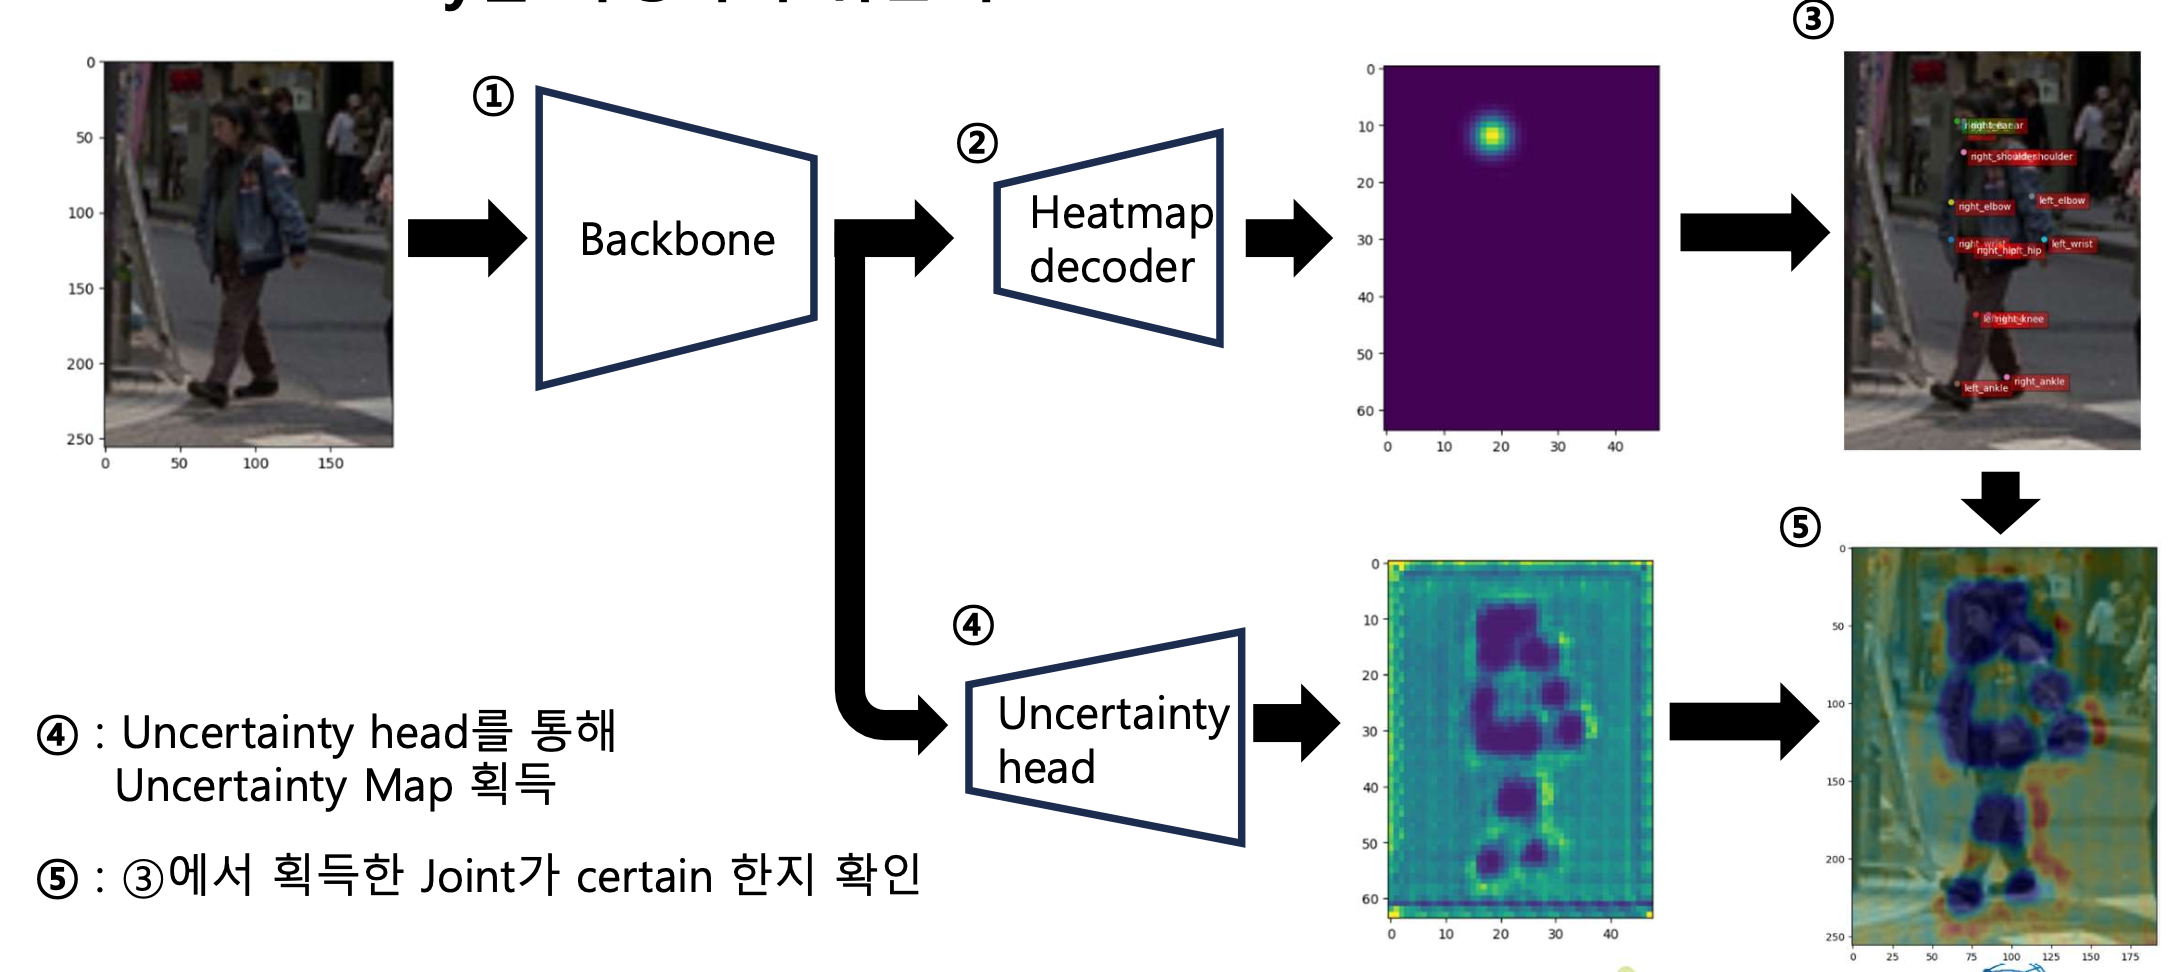 ①
②
③
Backbone
Heatmap
decoder
0
50
100
150
200
250
0
50
100
150
0
10
20
30
40
50
60
0
10
20
30
40
right_shoulder
shoulder
right_elbow
left_elbow
right_wrist
left_wrist
right_hip
left_hip
right_knee
left_ankle
right_ankle
④
⑤
Uncertainty
head
0
10
20
30
40
50
60
0
10
20
30
40
0
50
100
150
200
250
0
25
50
75
100
125
150
175
④ : Uncertainty head를 통해
Uncertainty Map 획득
⑤ : ③에서 획득한 Joint가 certain 한지 확인